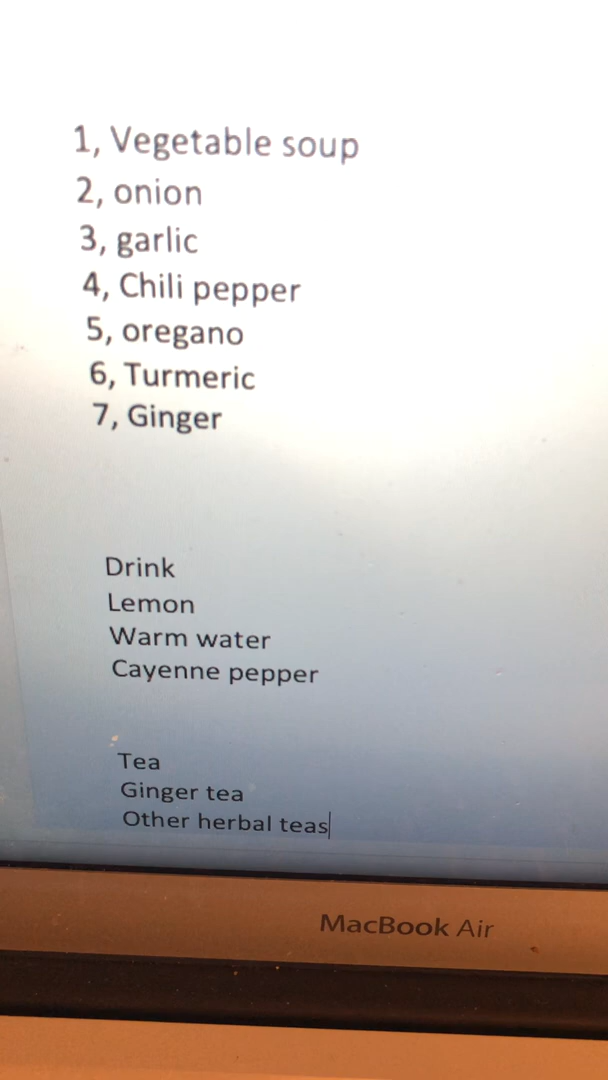 1, Vegetable soup
2, onion
3, garlic
4, Chili pepper
5, oregano
6, Turmeric
7, Ginger
Drink
Lemon
Warm water
Cayenne pepper
Tea
Ginger tea
Other herbal teas
MacBook Air